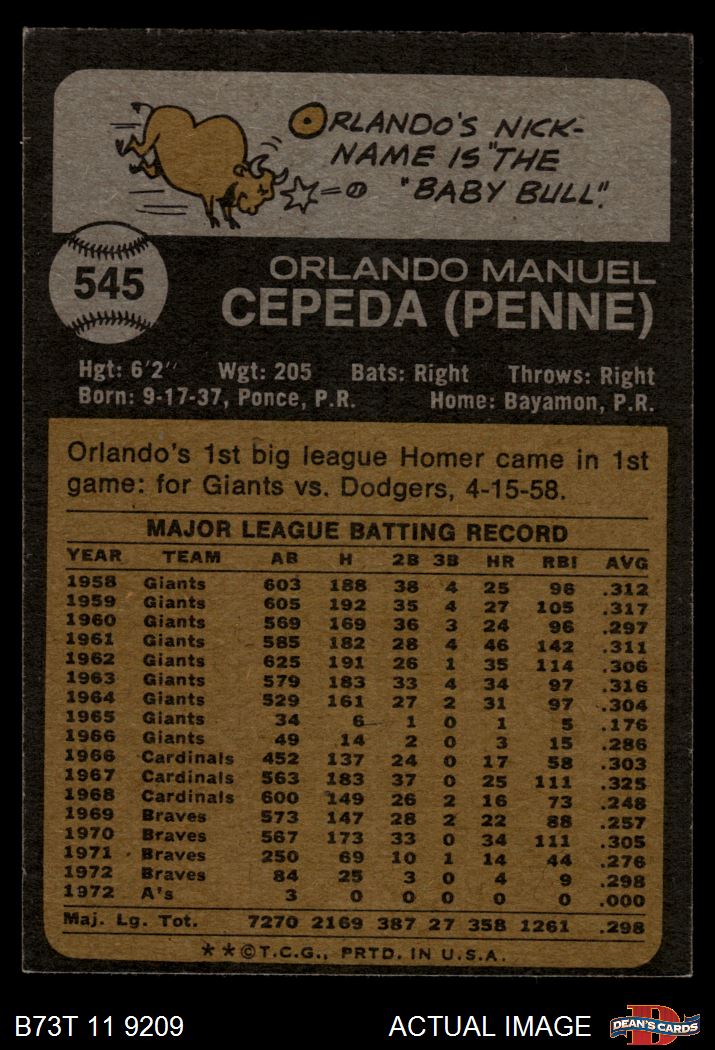 ORLANDO'S NICK-
NAME IS "THE
"BABY BULL".
545
ORLANDO MANUEL
CEPEDA (PENNE)
Hgt: 6'2" Wgt: 205 Bats: Right Throws: Right
Born: 9-17-37, Ponce, P.R. Home: Bayamon, P.R.
Orlando's 1st big league Homer came in 1st
game: for Giants vs. Dodgers, 4-15-58.
MAJOR LEAGUE BATTING RECORD
YEAR TEAM AB H 2B 3B HR RBI AVG
1958 Giants 603 188 38 4 25 96 .312
1959 Giants 605 192 35 4 27 105 .317
1960 Giants 569 169 36 3 24 96 .297
1961 Giants 585 182 28 4 46 142 .311
1962 Giants 625 191 26 1 35 114 .306
1963 Giants 579 183 33 4 34 97 .316
1964 Giants 529 161 27 2 31 97 .304
1965 Giants 34 6 1 0 1 5 .176
1966 Giants 49 14 2 0 3 15 .286
1966 Cardinals 452 137 24 0 17 58 .303
1967 Cardinals 563 183 37 0 25 111 .325
1968 Cardinals 600 149 26 2 16 73 .248
1969 Braves 573 147 28 2 22 88 .257
1970 Braves 567 173 33 0 34 111 .305
1971 Braves 250 69 10 1 14 44 .276
1972 Braves 84 25 3 0 4 9 .298
1972 A's 3 0 0 0 0 0 .000
Maj. Lg. Tot. 7270 2169 387 27 358 1261 .298
**©T.C.G., PRTD. IN U.S.A.
B73T 11 9209 ACTUAL IMAGE DEAN'S CARDS